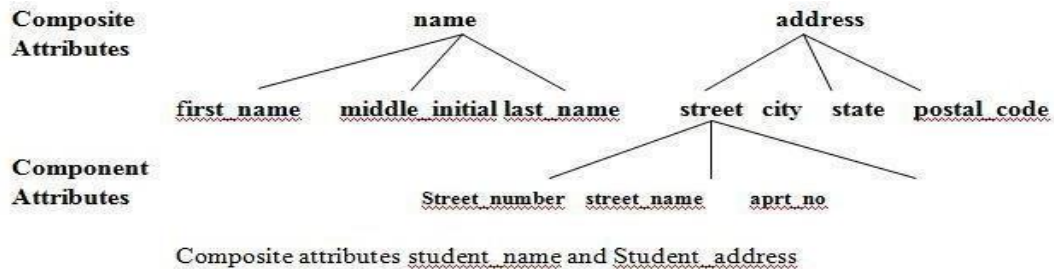 Composite name address
Attributes
first_name middle_initial last_name street city state postal_code
Component
Attributes Street_number street_name aprt_no
Composite attributes student_name and Student_address